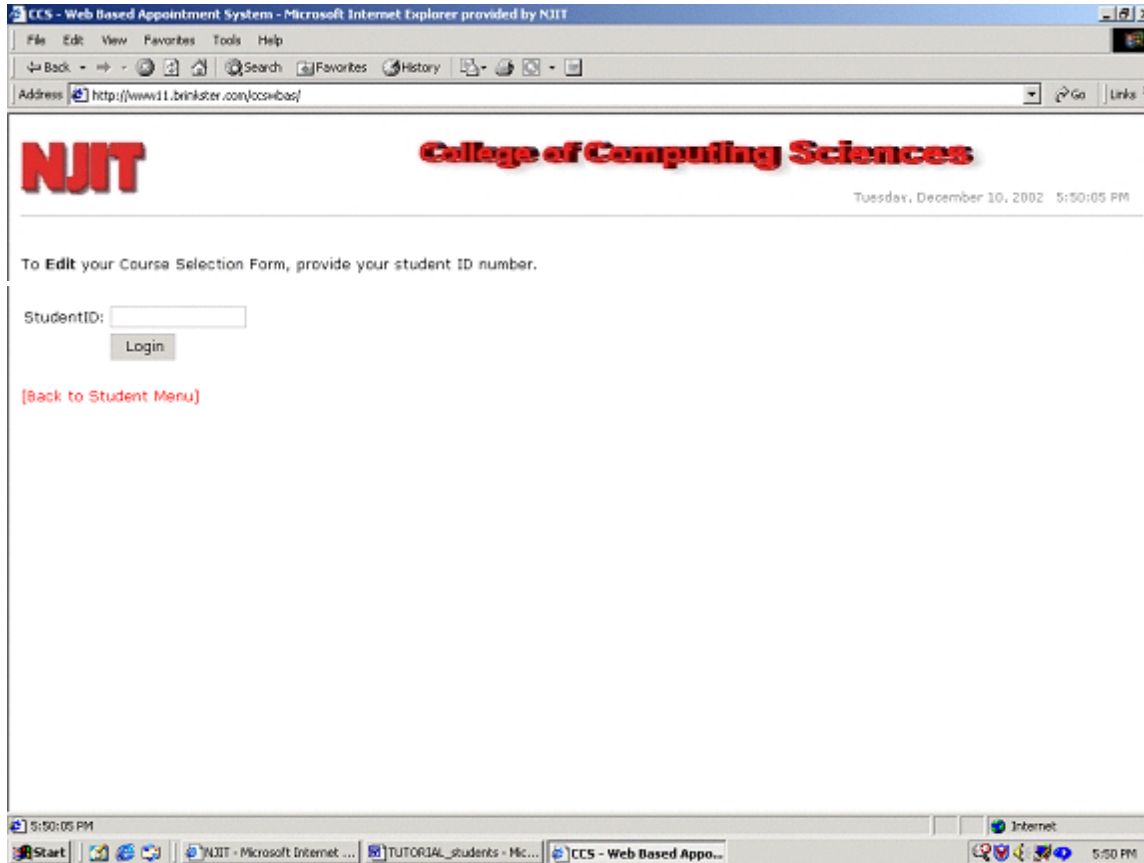 CCS - Web Based Appointment System - Microsoft Internet Explorer provided by NJIT
File Edit View Favorites Tools Help
Back Search Favorites History
Address http://www11.brinkster.com/ccswbas/ Go Links
NJIT College of Computing Sciences
Tuesday, December 10, 2002 5:50:05 PM
To Edit your Course Selection Form, provide your student ID number.
StudentID:
Login
[Back to Student Menu]
5:50:05 PM Internet
Start NJIT - Microsoft Internet ... TUTORIAL_students - Mic... CCS - Web Based Appo... 5:50 PM